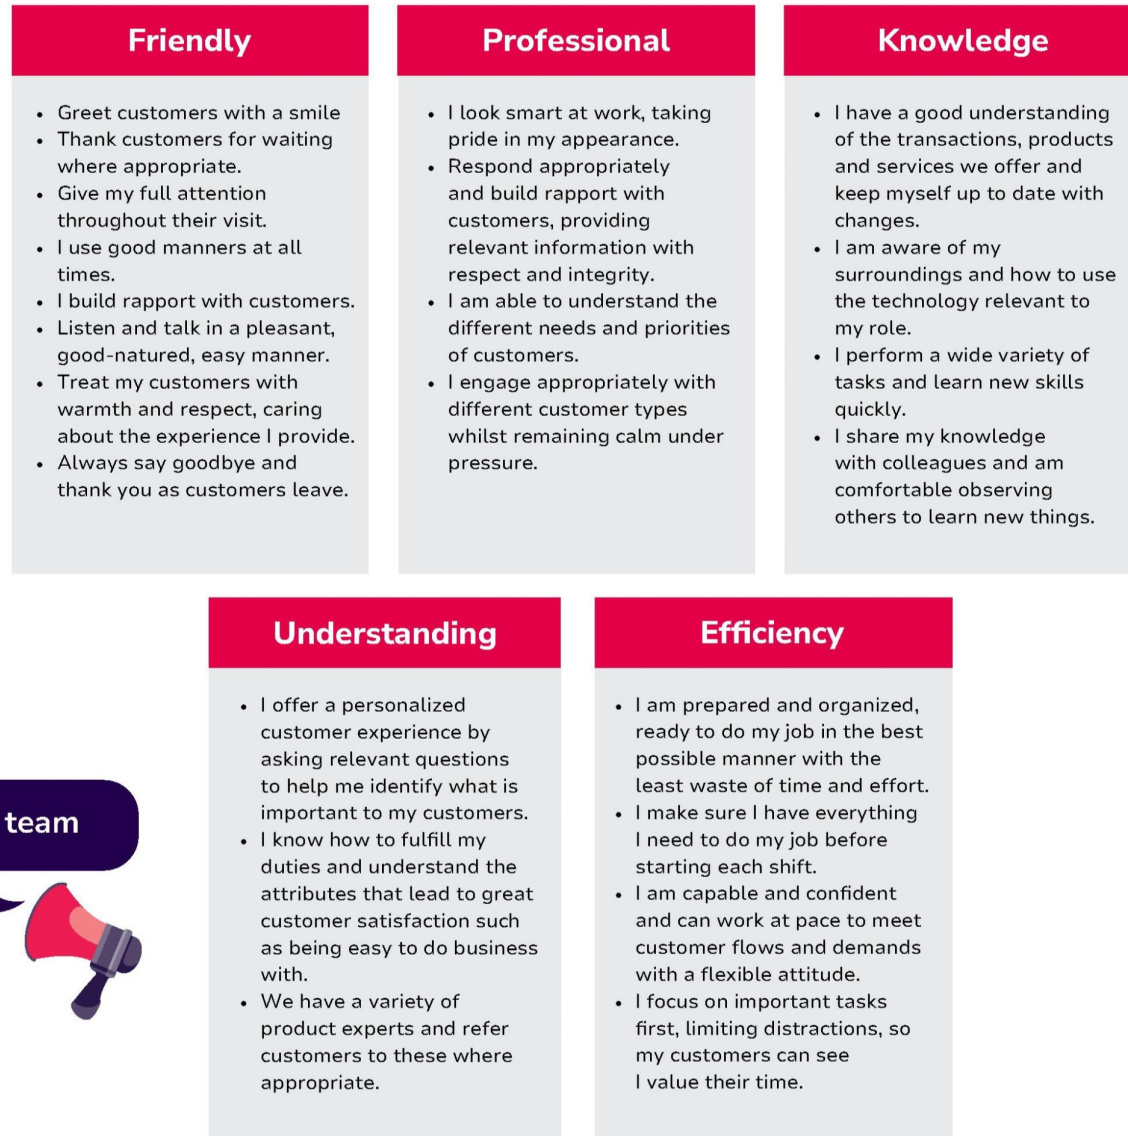 Friendly
• Greet customers with a smile
• Thank customers for waiting
where appropriate.
• Give my full attention
throughout their visit.
• I use good manners at all
times.
• I build rapport with customers.
• Listen and talk in a pleasant,
good-natured, easy manner.
• Treat my customers with
warmth and respect, caring
about the experience I provide.
• Always say goodbye and
thank you as customers leave.
Professional
• I look smart at work, taking
pride in my appearance.
• Respond appropriately
and build rapport with
customers, providing
relevant information with
respect and integrity.
• I am able to understand the
different needs and priorities
of customers.
• I engage appropriately with
different customer types
whilst remaining calm under
pressure.
Knowledge
• I have a good understanding
of the transactions, products
and services we offer and
keep myself up to date with
changes.
• I am aware of my
surroundings and how to use
the technology relevant to
my role.
• I perform a wide variety of
tasks and learn new skills
quickly.
• I share my knowledge
with colleagues and am
comfortable observing
others to learn new things.
Understanding
• I offer a personalized
customer experience by
asking relevant questions
to help me identify what is
important to my customers.
• I know how to fulfill my
duties and understand the
attributes that lead to great
customer satisfaction such
as being easy to do business
with.
• We have a variety of
product experts and refer
customers to these where
appropriate.
Efficiency
• I am prepared and organized,
ready to do my job in the best
possible manner with the
least waste of time and effort.
• I make sure I have everything
I need to do my job before
starting each shift.
• I am capable and confident
and can work at pace to meet
customer flows and demands
with a flexible attitude.
• I focus on important tasks
first, limiting distractions, so
my customers can see
I value their time.
team